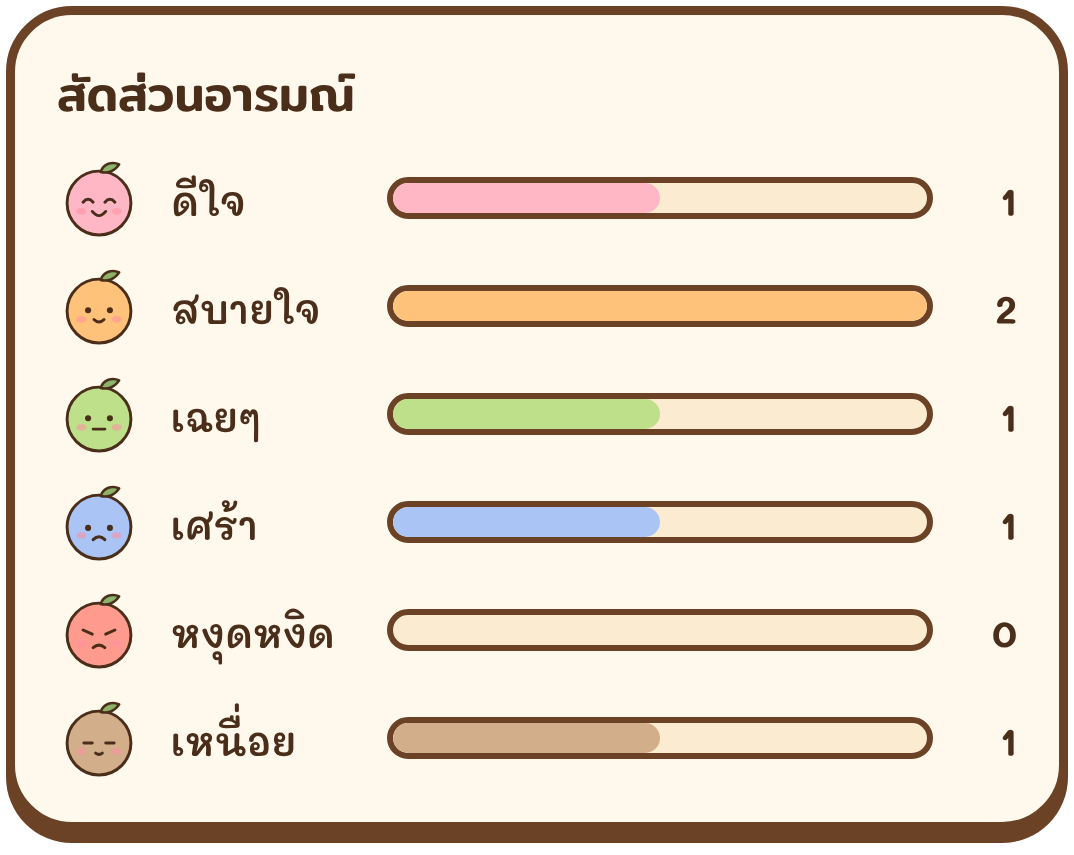 สัดส่วนอารมณ์
ดีใจ 1
สบายใจ 2
เฉยๆ 1
เศร้า 1
หงุดหงิด 0
เหนื่อย 1